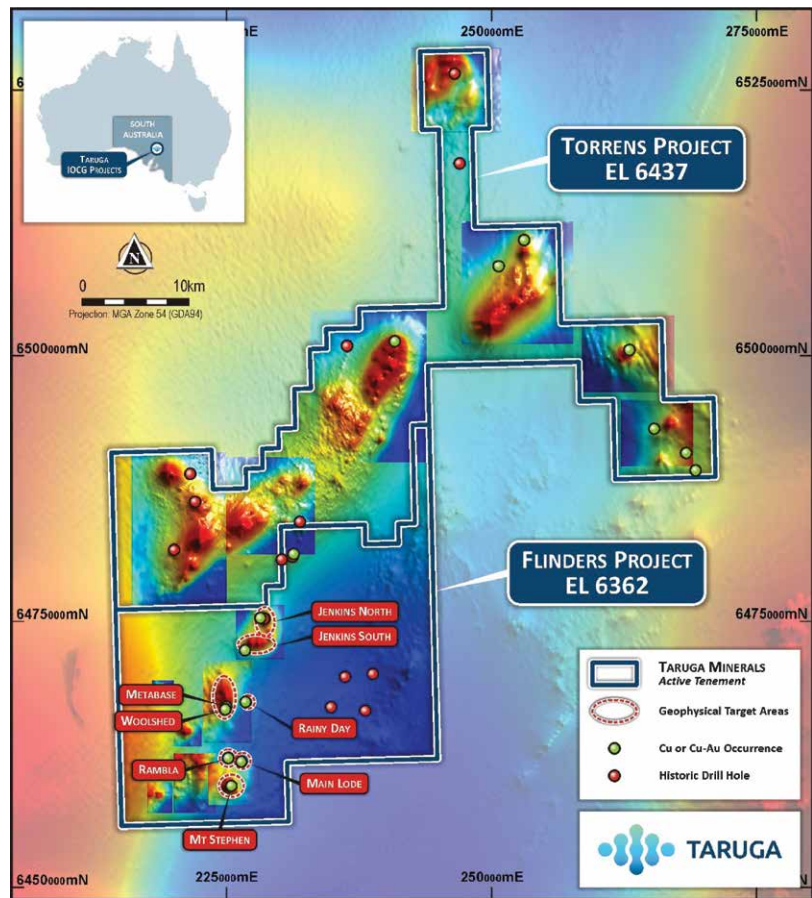 250000mE
275000mE
6525000mN
SOUTH
AUSTRALIA
TARUGA
IOCG PROJECTS
TORRENS PROJECT
EL 6437
N
0 10km
Projection: MGA Zone 54 (GDA94)
6500000mN
6500000mN
FLINDERS PROJECT
EL 6362
6475000mN
6475000mN
JENKINS NORTH
JENKINS SOUTH
METABASE
WOOLSHED
RAINY DAY
RAMBLA
MAIN LODE
MT STEPHEN
TARUGA MINERALS
Active Tenement
Geophysical Target Areas
Cu or Cu-Au Occurrence
Historic Drill Hole
TARUGA
6450000mN
225000mE
250000mE